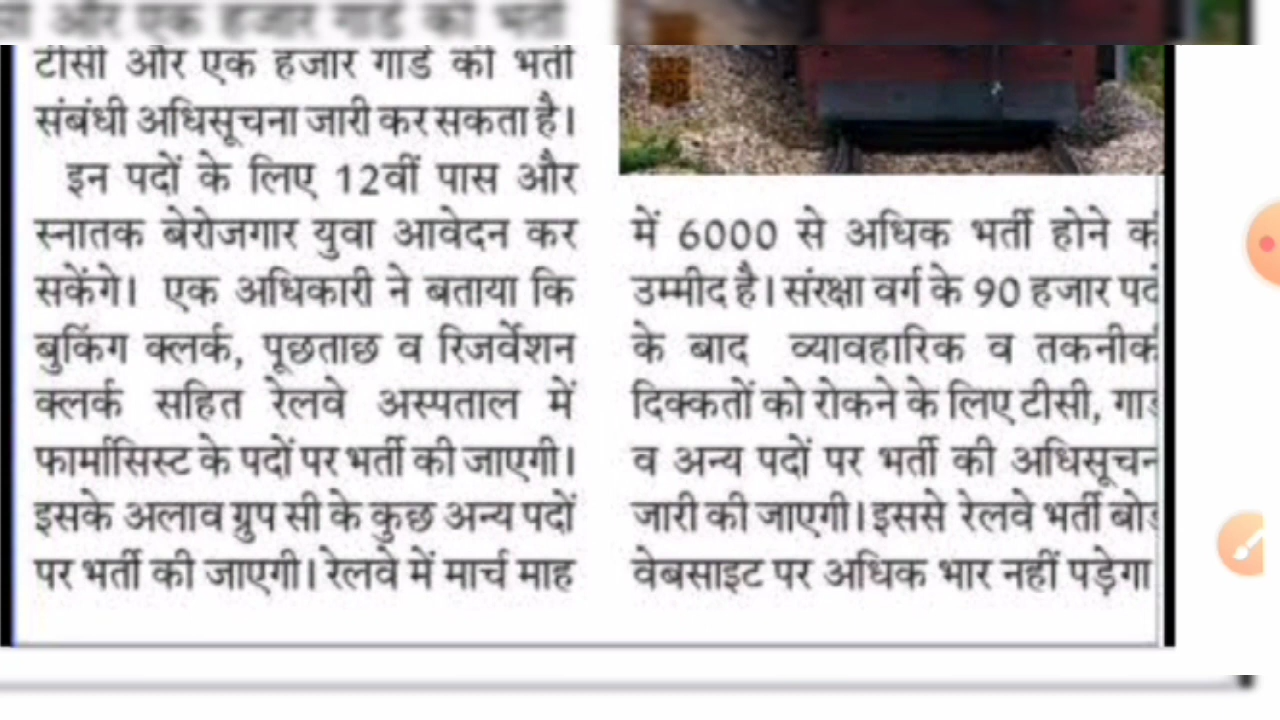 टीसी और एक हजार गार्ड की भर्ती
संबंधी अधिसूचना जारी कर सकता है।
इन पदों के लिए 12वीं पास और
स्नातक बेरोजगार युवा आवेदन कर
सकेंगे। एक अधिकारी ने बताया कि
बुकिंग क्लर्क, पूछताछ व रिजर्वेशन
क्लर्क सहित रेलवे अस्पताल में
फार्मासिस्ट के पदों पर भर्ती की जाएगी।
इसके अलाव ग्रुप सी के कुछ अन्य पदों
पर भर्ती की जाएगी। रेलवे में मार्च माह
में 6000 से अधिक भर्ती होने की
उम्मीद है। संरक्षा वर्ग के 90 हजार
के बाद व्यावहारिक व तकनीकी
दिक्कतों को रोकने के लिए टीसी, गार्ड
व अन्य पदों पर भर्ती की
जारी की जाएगी। इससे रेलवे भर्ती बोर्ड
वेबसाइट पर अधिक भार नहीं पड़ेगा